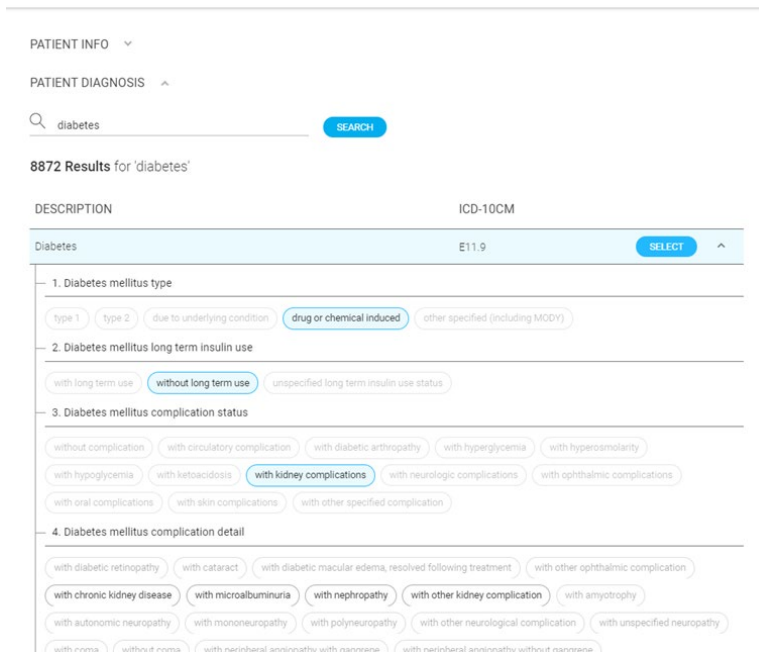 PATIENT INFO
PATIENT DIAGNOSIS
diabetes SEARCH
8872 Results for 'diabetes'
DESCRIPTION ICD-10CM
Diabetes E11.9 SELECT
1. Diabetes mellitus type
type 1 type 2 due to underlying condition drug or chemical induced other specified (including MODY)
2. Diabetes mellitus long term insulin use
with long term use without long term use unspecified long term insulin use status
3. Diabetes mellitus complication status
without complication with circulatory complication with diabetic arthropathy with hyperglycemia with hyperosmolarity
with hypoglycemia with ketoacidosis with kidney complications with neurologic complications with ophthalmic complications
with oral complications with skin complications with other specified complication
4. Diabetes mellitus complication detail
with diabetic retinopathy with cataract with diabetic macular edema, resolved following treatment with other ophthalmic complication
with chronic kidney disease with microalbuminuria with nephropathy with other kidney complication with amyotrophy
with autonomic neuropathy with mononeuropathy with polyneuropathy with other neurological complication with unspecified neuropathy
with coma without coma with peripheral angiopathy with gangrene with peripheral angiopathy without gangrene